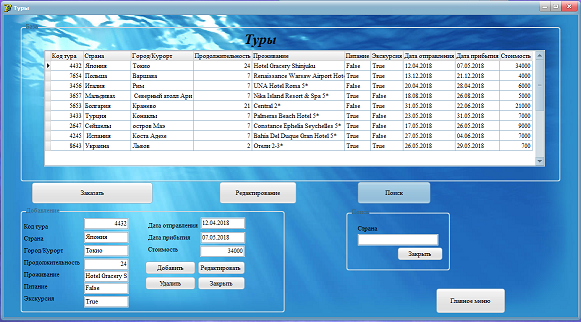 Туры
Туры
Код тура Страна Город/Курорт Продолжительность Проживание Питание Экскурсия Дата отправления Дата прибытия Стоимость
4432 Япония Токио 24 Hotel Gracery Shinjuku False True 12.04.2018 07.05.2018 34000
7654 Польша Варшава 7 Renaissance Warsaw Airport Hot True True 13.12.2018 21.12.2018 4000
3456 Италия Рим 7 UNA Hotel Roma 5* True False 20.04.2018 28.04.2018 6000
3657 Мальдивах Северный атолл Ари 7 Nika Island Resort & Spa 5* True False 18.08.2018 26.08.2018 5000
5653 Болгария Кранево 21 Central 2* False True 31.05.2018 22.06.2018 21000
3433 Турция Конаклы 7 Palmeras Beach Hotel 5* True True 23.05.2018 31.05.2018 7000
5647 Сейшелы остров Маэ 7 Constance Ephelia Seychelles 5* True False 17.05.2018 26.05.2018 9000
4245 Испания Коста Адехе 7 Bahia Del Duque Gran Hotel 5* True False 27.05.2018 04.06.2018 7000
8643 Украина Львов 2 Отели 2-3* True True 26.05.2018 29.05.2018 700
Заказать Редактирование Поиск
Добавление
Код тура 4432
Страна Япония
Город/Курорт Токио
Продолжительность 24
Проживание Hotel Gracery S
Питание False
Экскурсия True
Дата отправления 12.04.2018
Дата прибытия 07.05.2018
Стоимость 34000
Добавить Редактировать
Удалить Закрыть
Страна
Закрыть
Главное меню